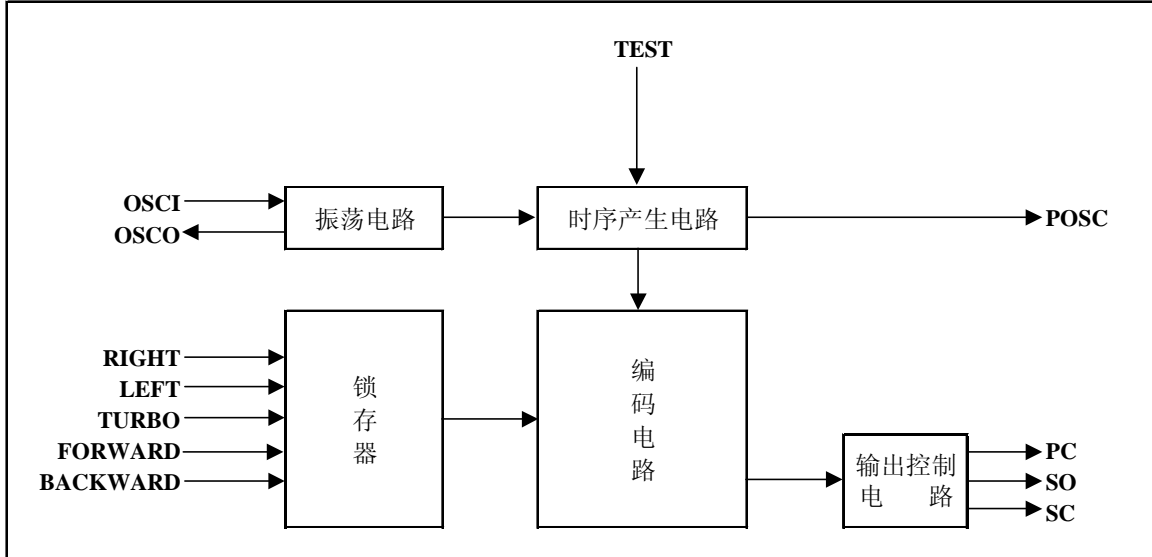 TEST
OSCI
OSCO
振荡电路
时序产生电路
POSC
RIGHT
LEFT
TURBO
FORWARD
BACKWARD
锁存器
编码电路
输出控制
电 路
PC
SO
SC